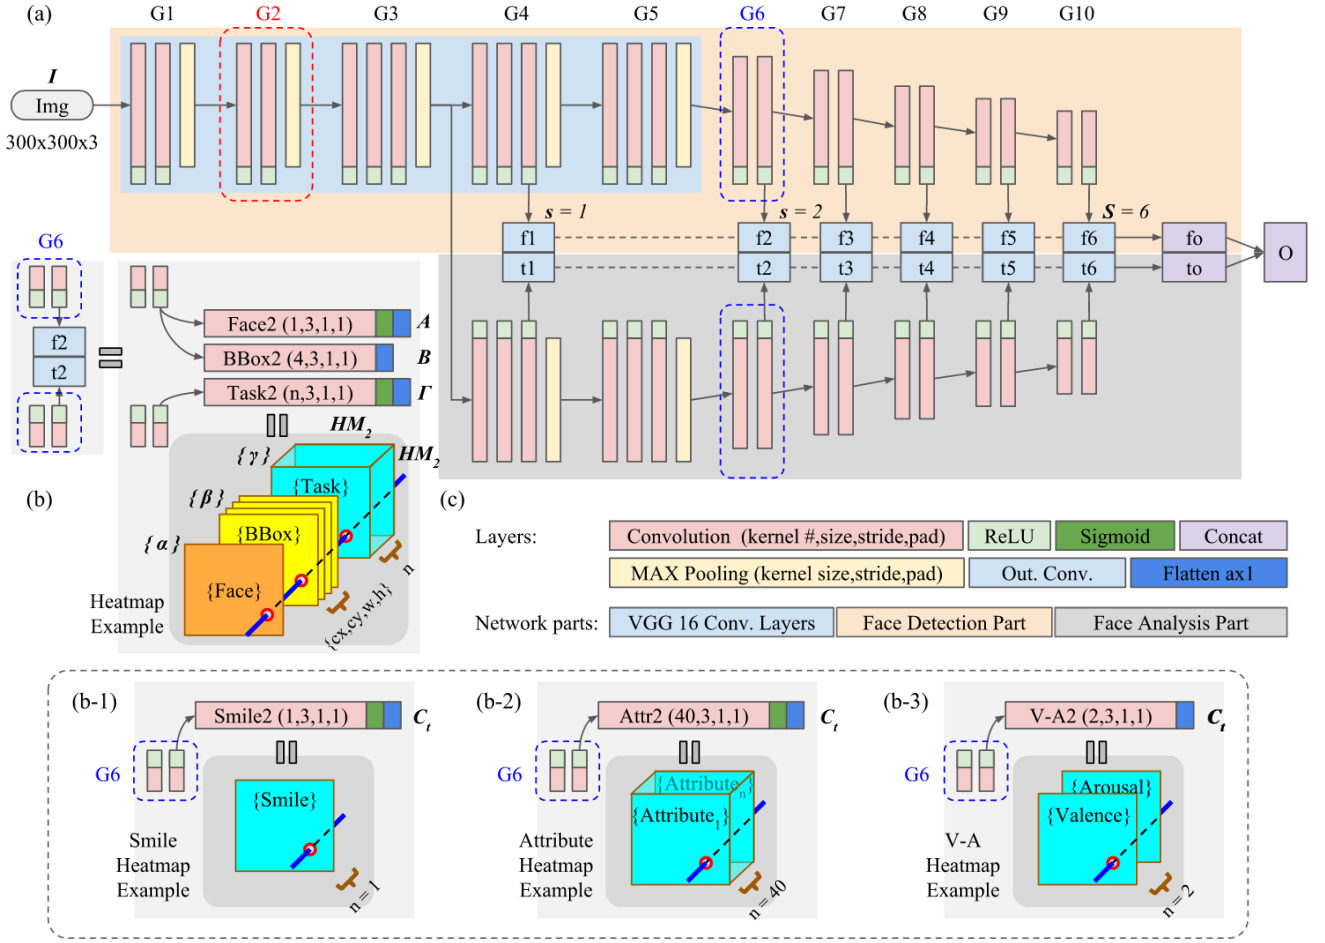 (a) G1 G2 G3 G4 G5 G6 G7 G8 G9 G10
I
Img
300x300x3
s = 1 s = 2 S = 6
f1 f2 f3 f4 f5 f6 fo
t1 t2 t3 t4 t5 t6 to
O
G6
f2
t2
Face2 (1,3,1,1) A
BBox2 (4,3,1,1) B
Task2 (n,3,1,1) Γ
HM2
HM2
{γ}
{Task}
{β}
{BBox}
{α}
{Face}
n
{cx,cy,w,h}
Heatmap
Example
(b)
(c)
Layers:
Convolution (kernel #,size,stride,pad) ReLU Sigmoid Concat
MAX Pooling (kernel size,stride,pad) Out. Conv. Flatten ax1
Network parts: VGG 16 Conv. Layers Face Detection Part Face Analysis Part
(b-1)
Smile2 (1,3,1,1) Ct
G6
{Smile}
Smile
Heatmap
Example
n = 1
(b-2)
Attr2 (40,3,1,1) Ct
G6
{Attributen}
{Attribute1}
Attribute
Heatmap
Example
n = 40
(b-3)
V-A2 (2,3,1,1) Ct
G6
{Arousal}
{Valence}
V-A
Heatmap
Example
n = 2